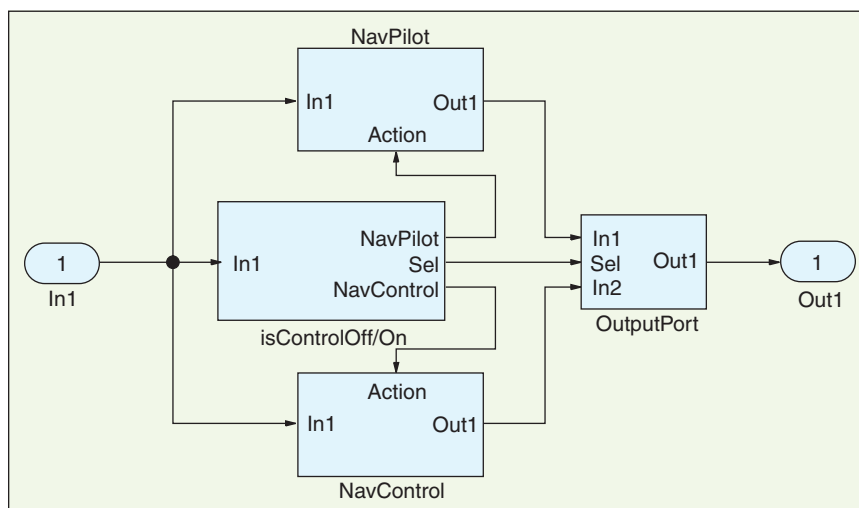 NavPilot
In1
Out1
Action
NavPilot
In1
Sel
NavControl
isControlOff/On
1
In1
In1
Sel
In2
Out1
OutputPort
1
Out1
Action
In1
Out1
NavControl